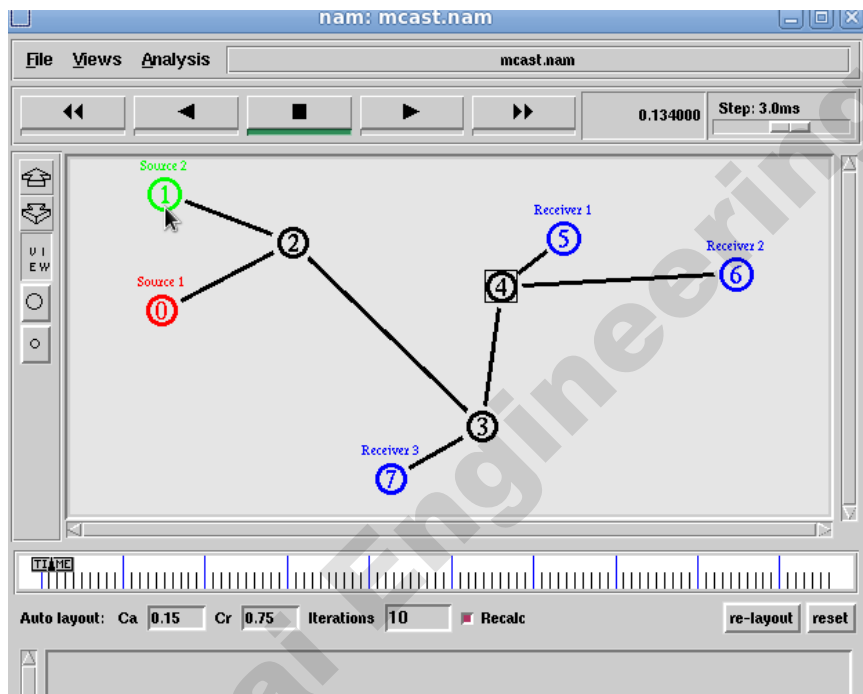 nam: mcast.nam
File Views Analysis mcast.nam
0.134000 Step: 3.0ms
Source 2
1
2
Receiver 1
5
Receiver 2
6
Source 1
0
4
VI
EW
3
Receiver 3
7
TIME
Auto layout: Ca 0.15 Cr 0.75 Iterations 10 Recalc re-layout reset
Engineering